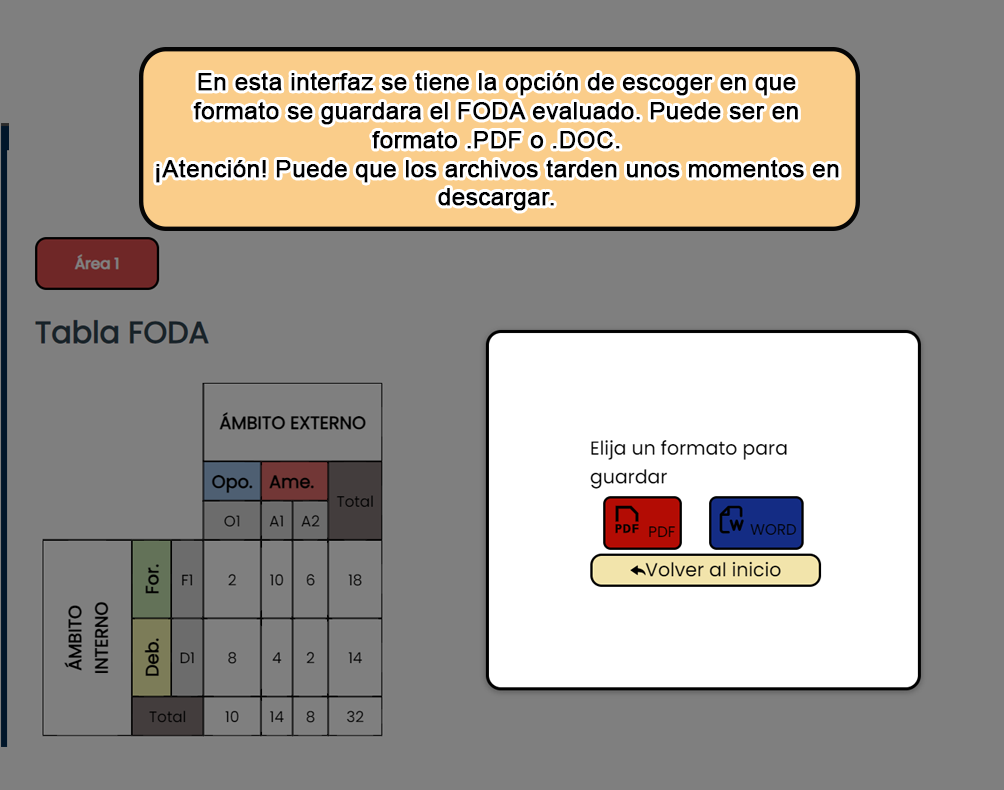 En esta interfaz se tiene la opción de escoger en que
formato se guardara el FODA evaluado. Puede ser en
formato .PDF o .DOC.
¡Atención! Puede que los archivos tarden unos momentos en
descargar.
Área 1
Tabla FODA
ÁMBITO EXTERNO
Opo. Ame. Total
O1 A1 A2
ÁMBITO
INTERNO
For. F1 2 10 6 18
Deb. D1 8 4 2 14
Total 10 14 8 32
Elija un formato para
guardar
PDF PDF
W WORD
Volver al inicio